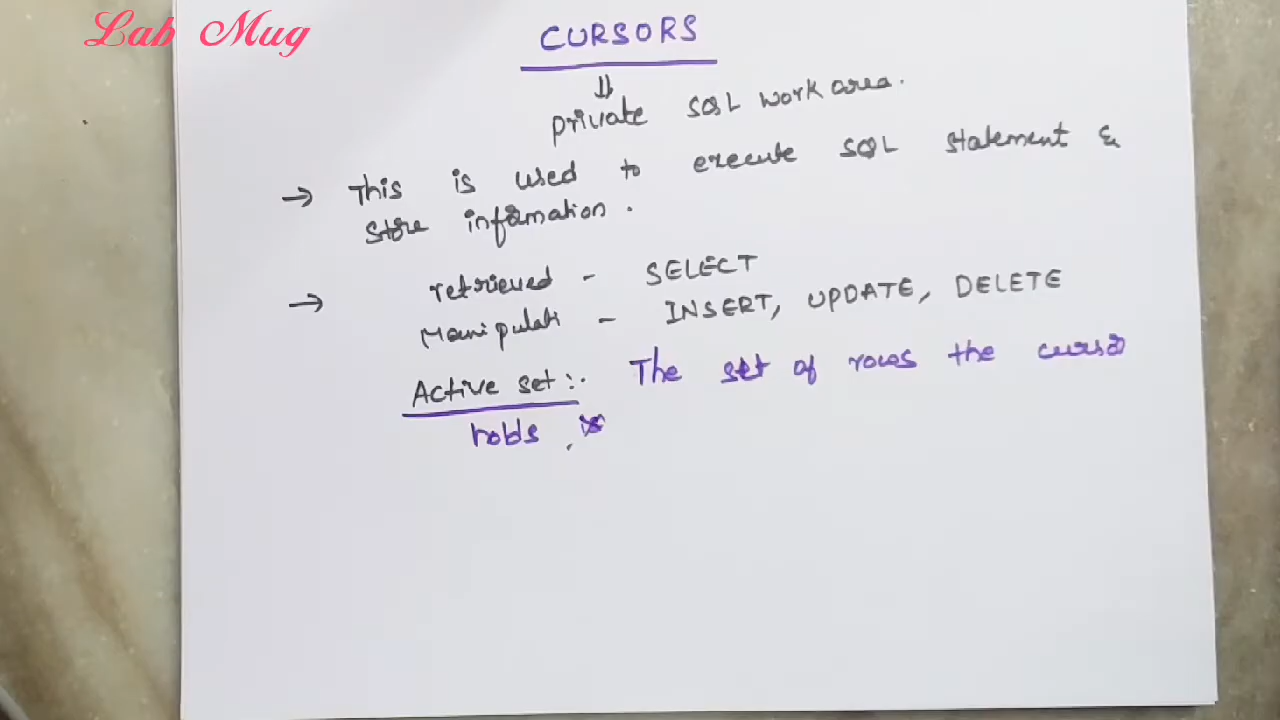 Lab Mug
CURSORS
⇓
private SQL work area.
→ This is used to execute SQL statement &
store information.
→ retrieved - SELECT
Manipulati - INSERT, UPDATE, DELETE
Active set:. The set of rows the cursor
holds